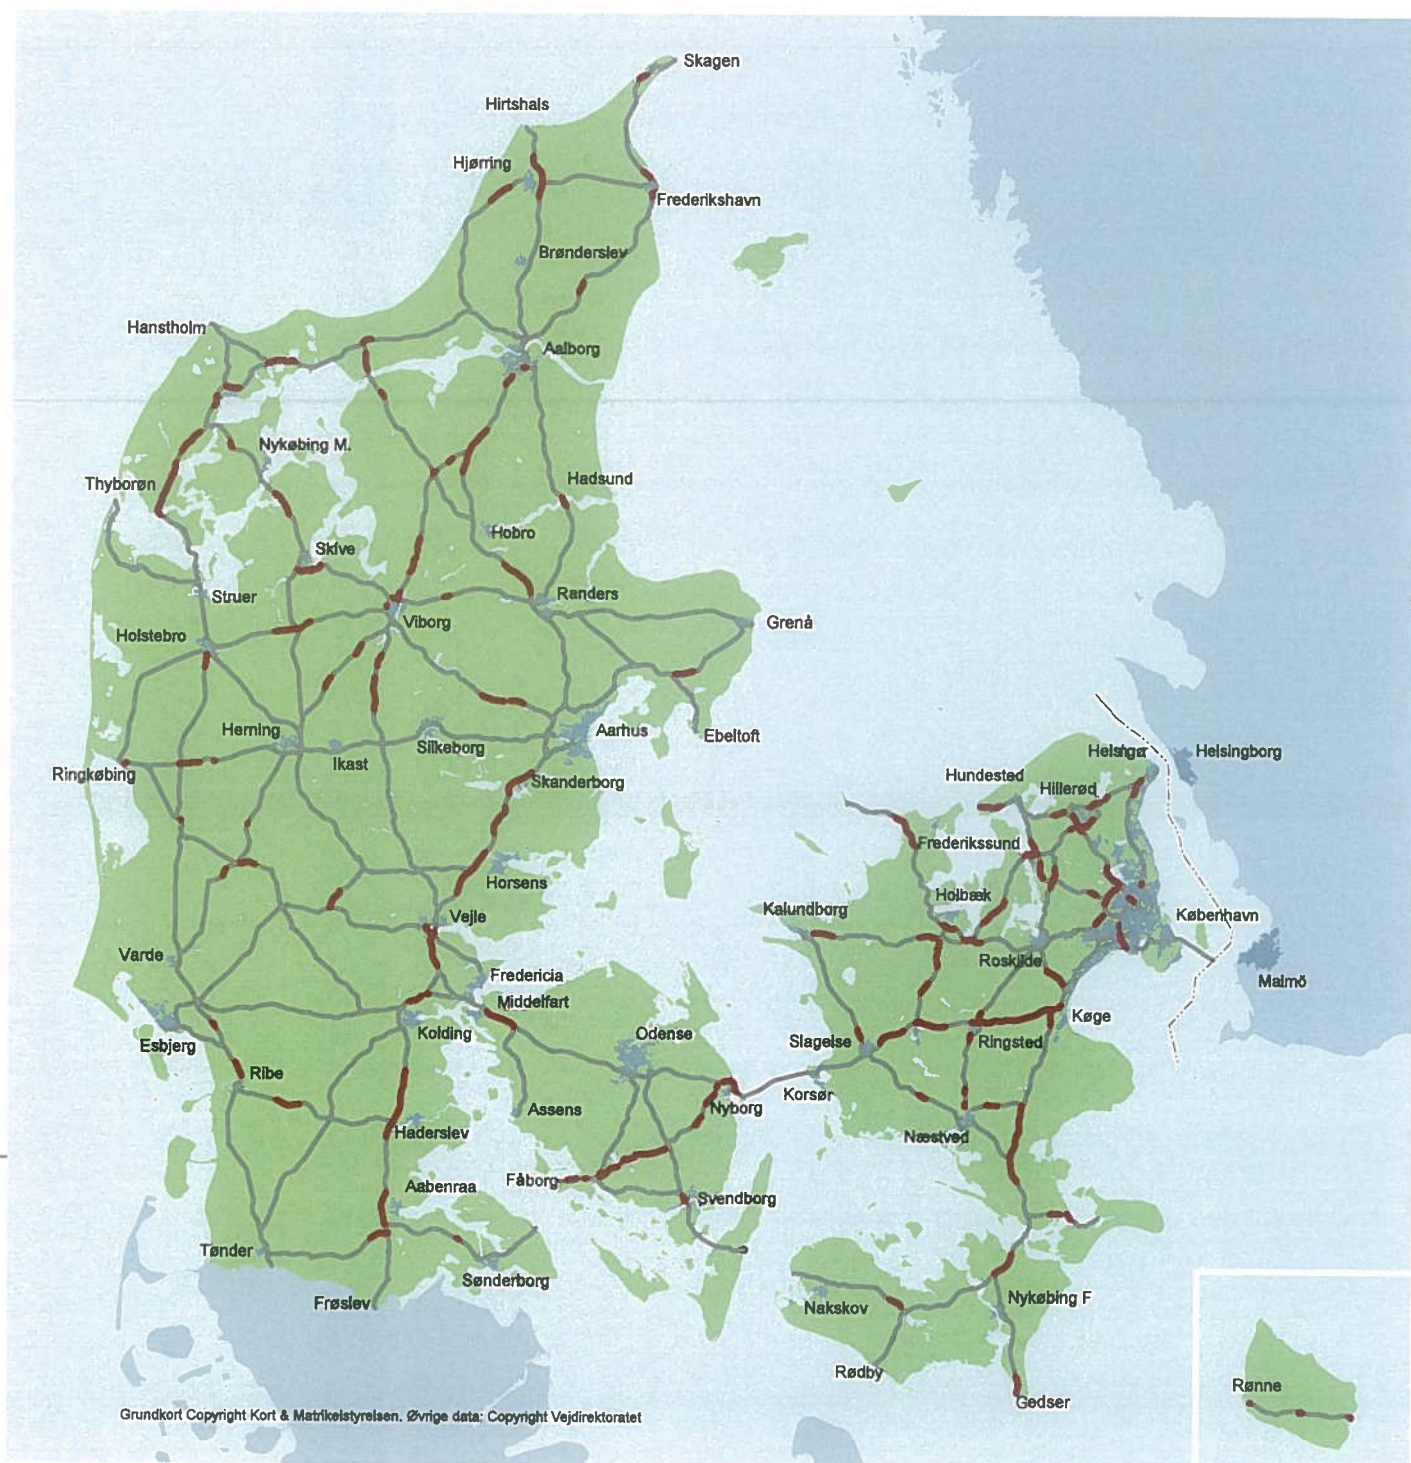 Skagen
Hirtshals
Hjørring
Frederikshavn
Brønderslev
Hanstholm
Aalborg
Nykøbing M.
Thyborøn
Hadsund
Hobro
Skive
Struer
Randers
Viborg
Grenå
Holstebro
Herning
Silkeborg
Aarhus
Ebeltoft
Ikast
Ringkøbing
Skanderborg
Helsingør
Helsingborg
Hundested
Hillerød
Frederikssund
Horsens
Holbæk
Kalundborg
København
Vejle
Varde
Roskilde
Fredericia
Malmö
Middelfart
Køge
Kolding
Odense
Slagelse
Ringsted
Esbjerg
Ribe
Korsør
Assens
Nyborg
Haderslev
Næstved
Fåborg
Aabenraa
Svendborg
Tønder
Sønderborg
Frøslev
Nakskov
Nykøbing F
Rødby
Rønne
Gedser
Grundkort Copyright Kort & Matrikelstyrelsen, Øvrige data: Copyright Vejdirektoratet